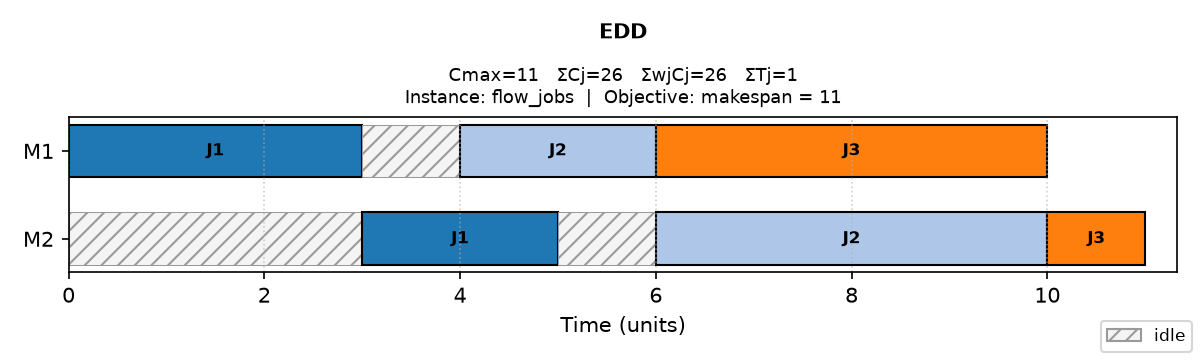 EDD
Cmax=11 ΣCj=26 ΣwjCj=26 ΣTj=1
Instance: flow_jobs | Objective: makespan = 11
M1
J1
J2
J3
M2
J1
J2
J3
0 2 4 6 8 10
Time (units)
idle